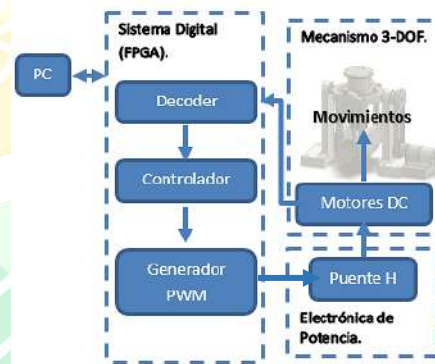 Sistema Digital
(FPGA).
Mecanismo 3-DOF.
PC
Decoder
Movimientos
Controlador
Motores DC
Generador
PWM
Puente H
Electrónica de
Potencia.